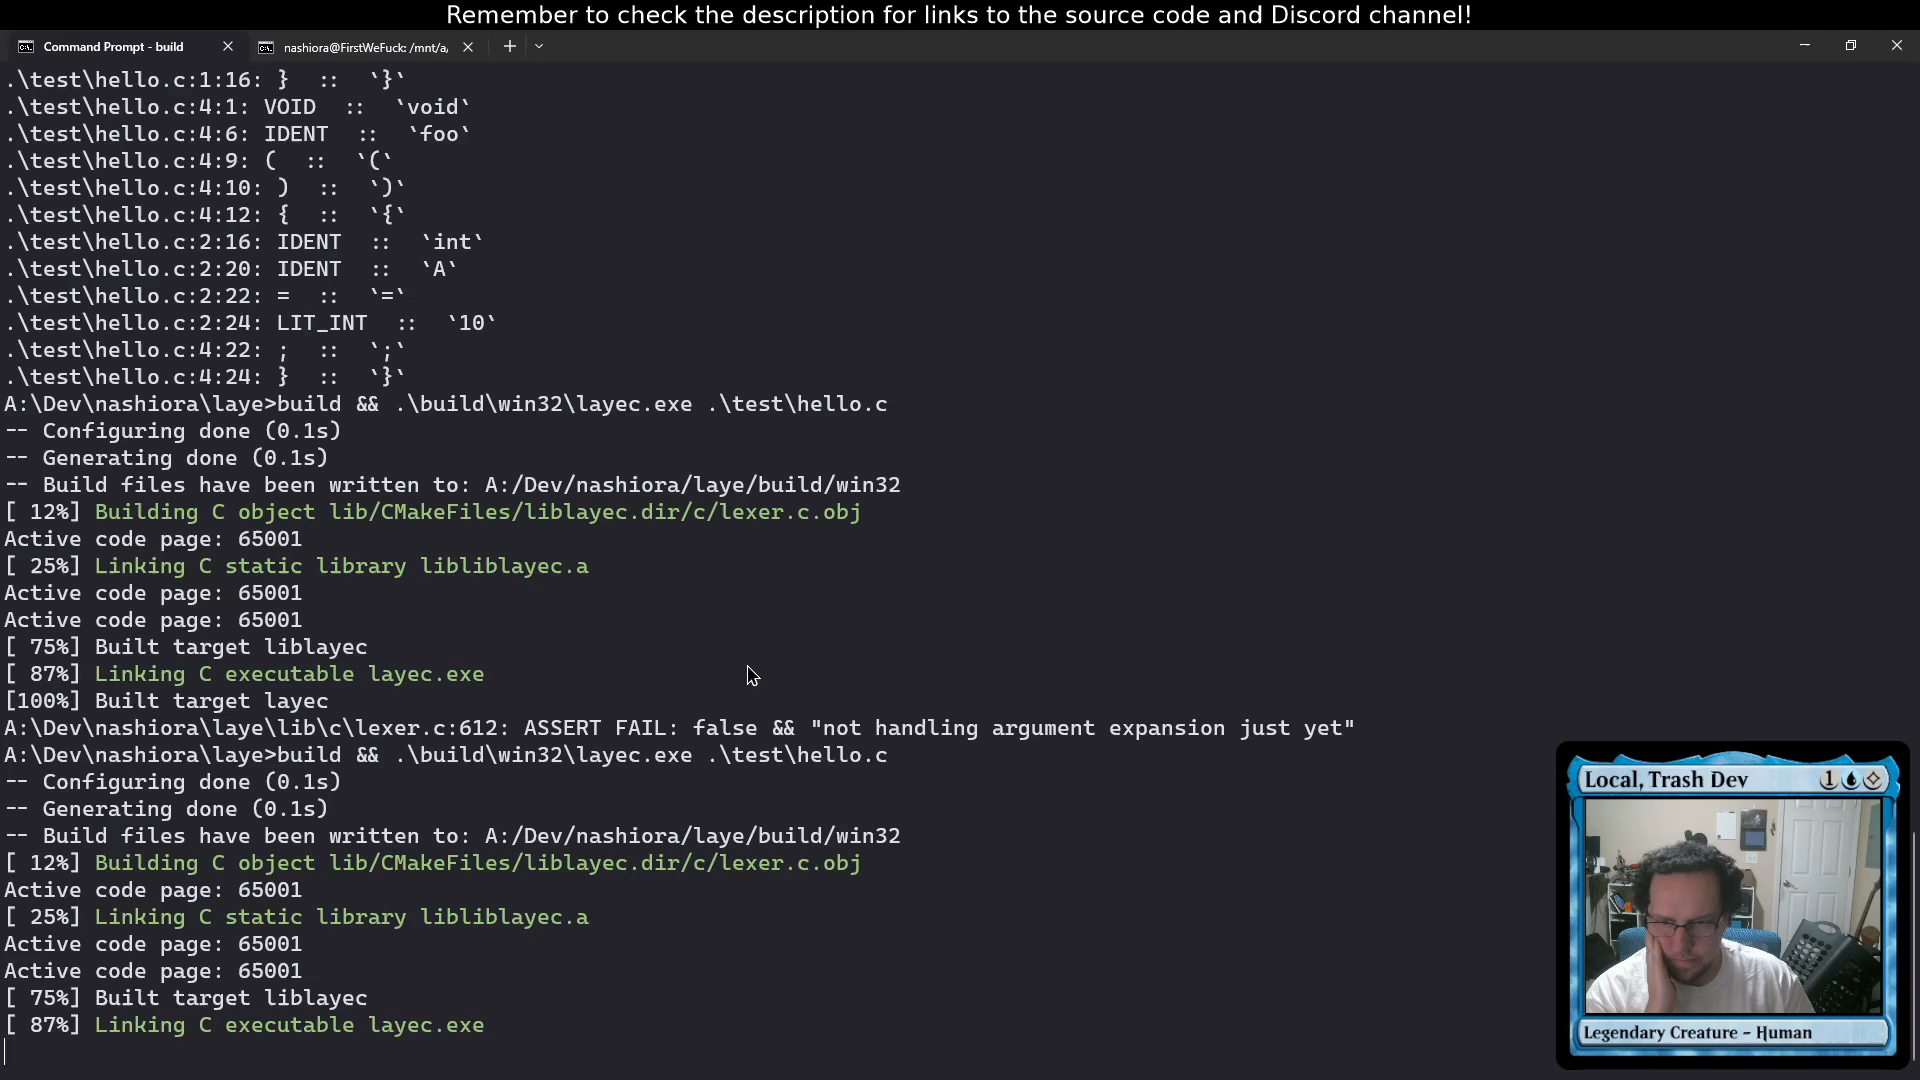 Remember to check the description for links to the source code and Discord channel!
Command Prompt - build
nashiora@FirstWeFuck: /mnt/a/
.\test\hello.c:1:16: }  ::  `}`
.\test\hello.c:4:1: VOID  ::  `void`
.\test\hello.c:4:6: IDENT  ::  `foo`
.\test\hello.c:4:9: (  ::  `(`
.\test\hello.c:4:10: )  ::  `)`
.\test\hello.c:4:12: {  ::  `{`
.\test\hello.c:2:16: IDENT  ::  `int`
.\test\hello.c:2:20: IDENT  ::  `A`
.\test\hello.c:2:22: =  ::  `=`
.\test\hello.c:2:24: LIT_INT  ::  `10`
.\test\hello.c:4:22: ;  ::  `;`
.\test\hello.c:4:24: }  ::  `}`
A:\Dev\nashiora\laye>build && .\build\win32\layec.exe .\test\hello.c
-- Configuring done (0.1s)
-- Generating done (0.1s)
-- Build files have been written to: A:/Dev/nashiora/laye/build/win32
[ 12%] Building C object lib/CMakeFiles/liblayec.dir/c/lexer.c.obj
Active code page: 65001
[ 25%] Linking C static library libliblayec.a
Active code page: 65001
Active code page: 65001
[ 75%] Built target liblayec
[ 87%] Linking C executable layec.exe
[100%] Built target layec
A:\Dev\nashiora\laye\lib\c\lexer.c:612: ASSERT FAIL: false && "not handling argument expansion just yet"
A:\Dev\nashiora\laye>build && .\build\win32\layec.exe .\test\hello.c
-- Configuring done (0.1s)
-- Generating done (0.1s)
-- Build files have been written to: A:/Dev/nashiora/laye/build/win32
[ 12%] Building C object lib/CMakeFiles/liblayec.dir/c/lexer.c.obj
Active code page: 65001
[ 25%] Linking C static library libliblayec.a
Active code page: 65001
Active code page: 65001
[ 75%] Built target liblayec
[ 87%] Linking C executable layec.exe
Local, Trash Dev 1
Legendary Creature - Human